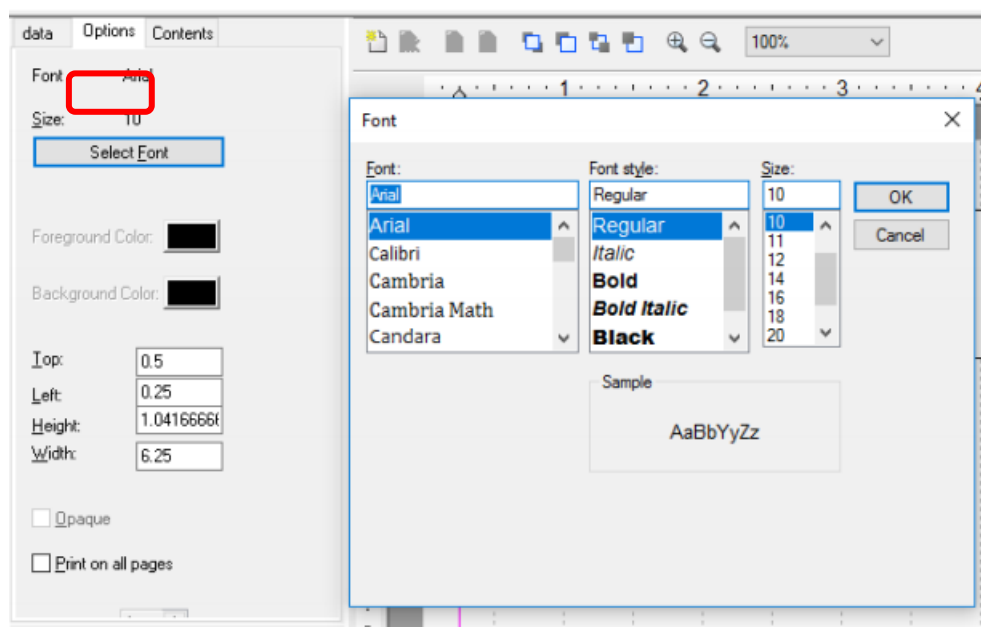 data Options Contents
100%
Font Arial
1 2 3 4
Size: 10
Select Font
Foreground Color:
Background Color:
Top: 0.5
Left: 0.25
Height: 1.04166666
Width: 6.25
Opaque
Print on all pages
Font
Font: Font style: Size:
Arial Regular 10
OK
Cancel
Arial
Calibri
Cambria
Cambria Math
Candara
Regular
Italic
Bold
Bold Italic
Black
10
11
12
14
16
18
20
Sample
AaBbYyZz